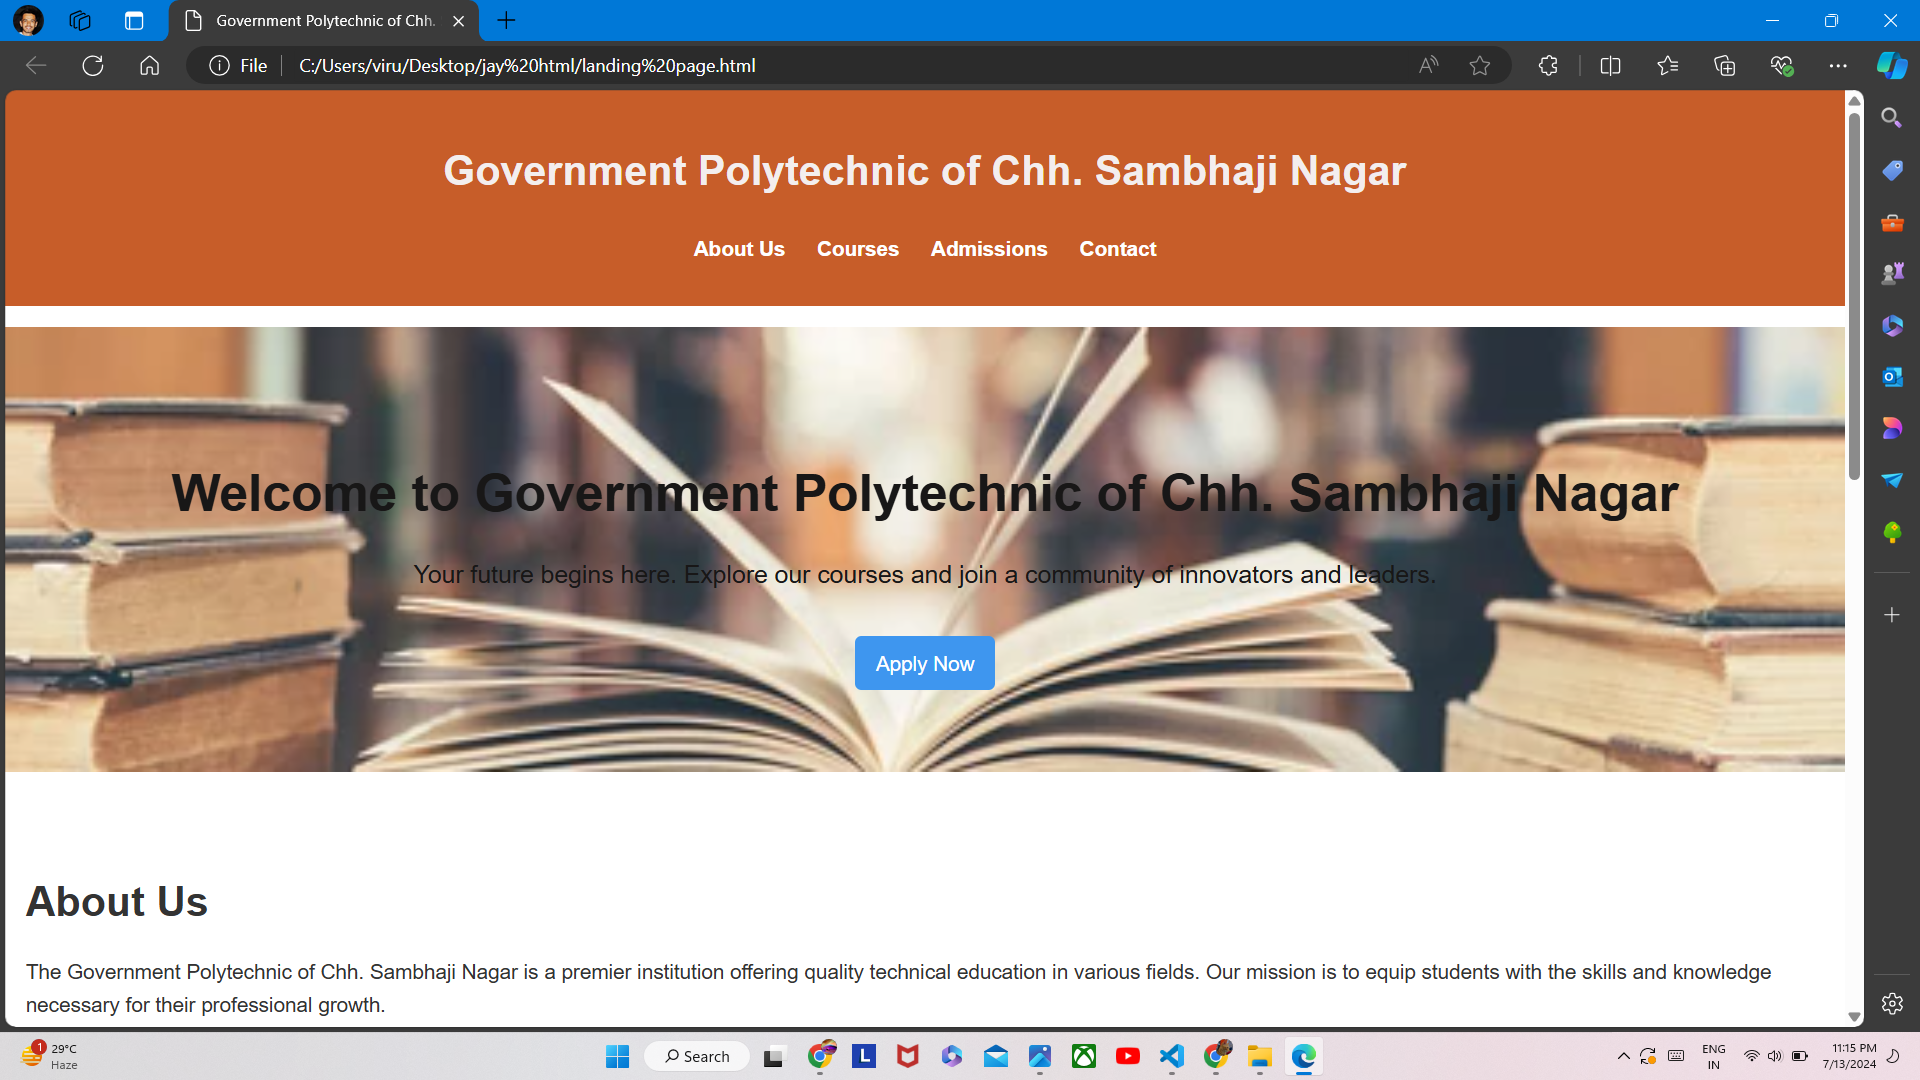 Government Polytechnic of Chh.
File
C:/Users/viru/Desktop/jay%20html/landing%20page.html
Government Polytechnic of Chh. Sambhaji Nagar
About Us Courses Admissions Contact
Welcome to Government Polytechnic of Chh. Sambhaji Nagar
Your future begins here. Explore our courses and join a community of innovators and leaders.
Apply Now
About Us
The Government Polytechnic of Chh. Sambhaji Nagar is a premier institution offering quality technical education in various fields. Our mission is to equip students with the skills and knowledge
necessary for their professional growth.
1
29°C
Haze
Search
L
ENG
IN
11:15 PM
7/13/2024